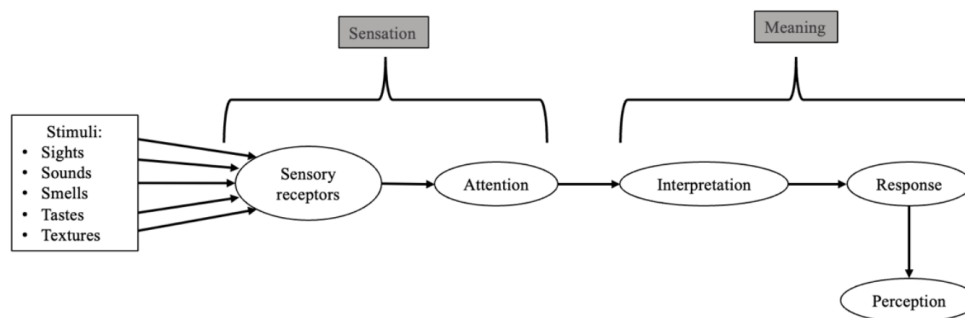 Sensation
Meaning
Stimuli:
• Sights
• Sounds
• Smells
• Tastes
• Textures
Sensory
receptors
Attention
Interpretation
Response
Perception